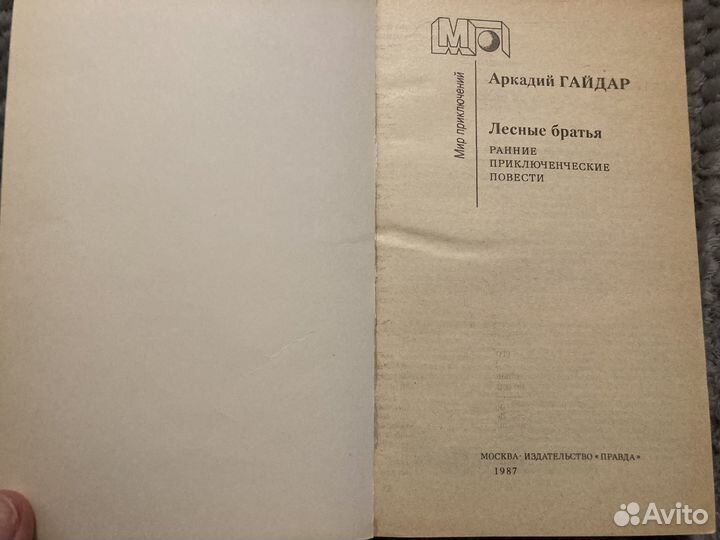 МП
Мир приключений
Аркадий ГАЙДАР
Лесные братья
РАННИЕ
ПРИКЛЮЧЕНЧЕСКИЕ
ПОВЕСТИ
МОСКВА · ИЗДАТЕЛЬСТВО «ПРАВДА»
1987
Avito